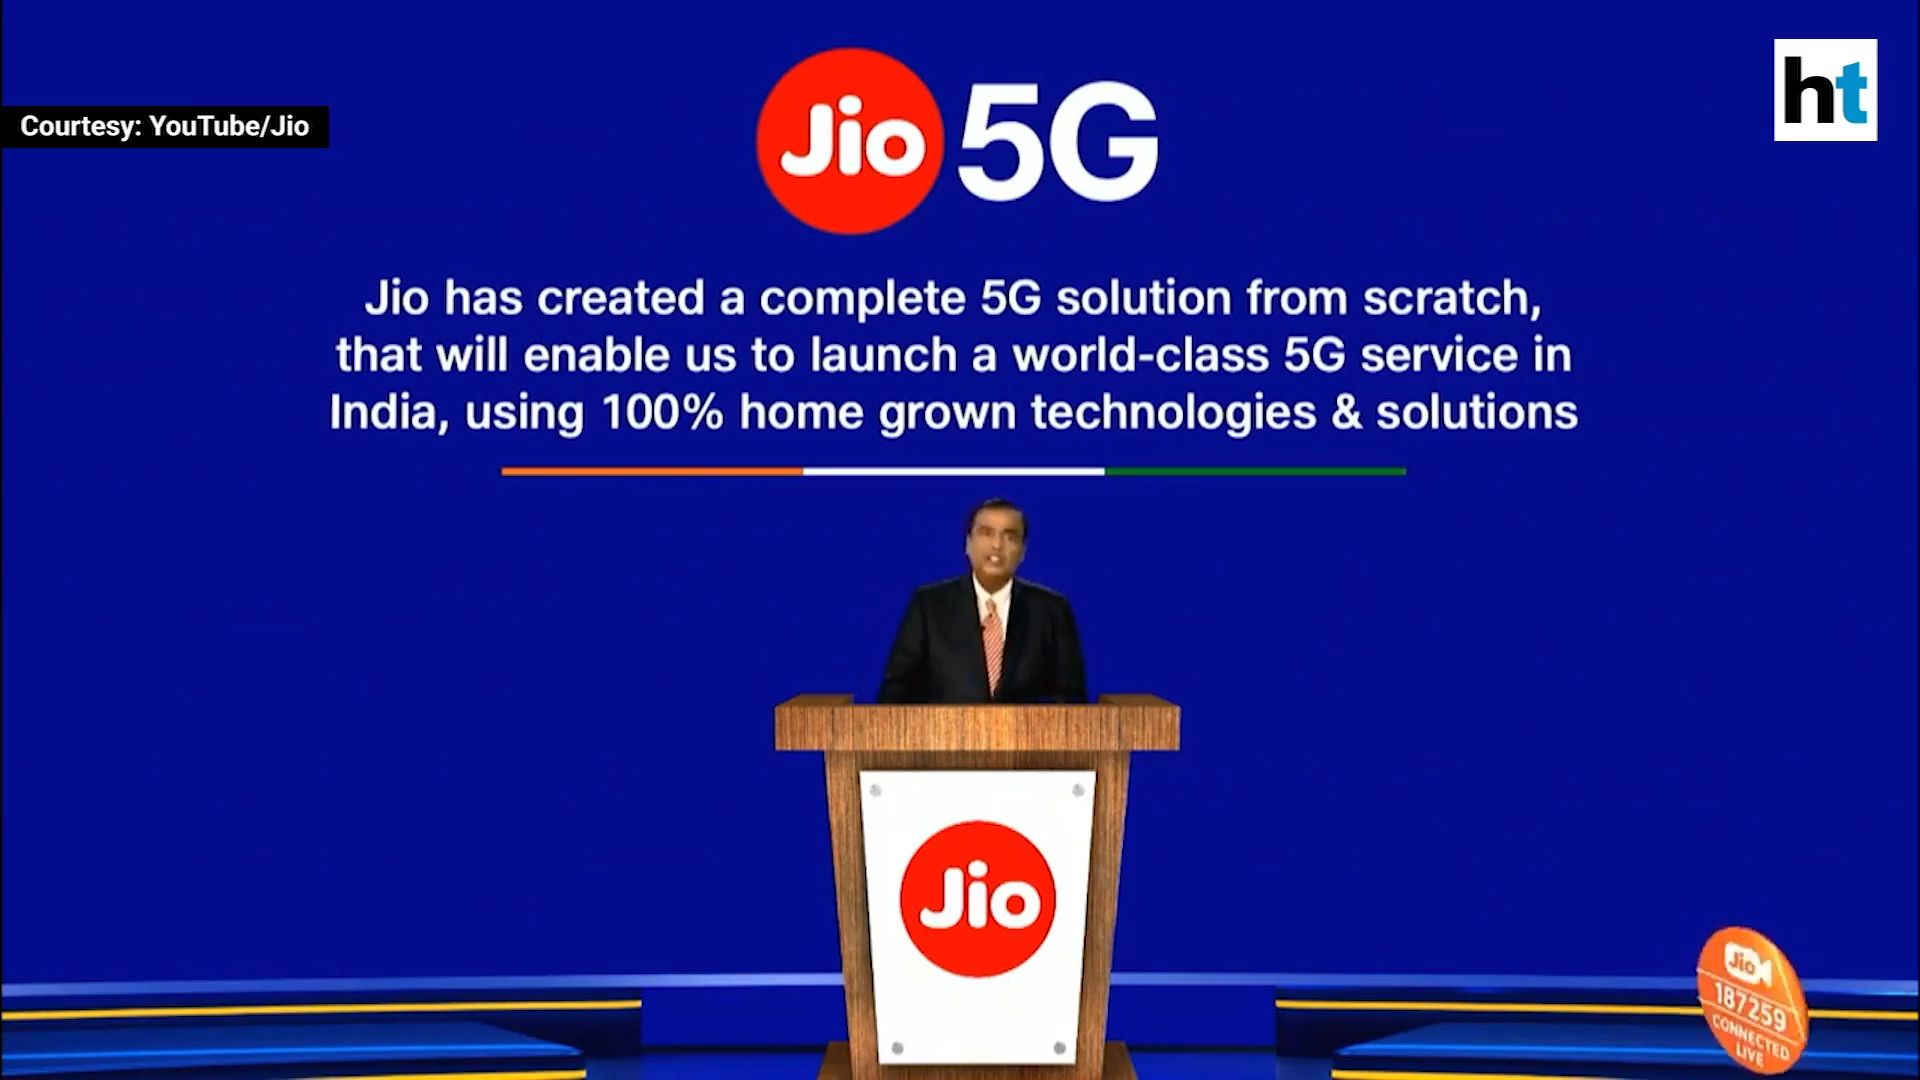 Jio 5G
ht
Courtesy: YouTube/Jio
Jio has created a complete 5G solution from scratch,
that will enable us to launch a world-class 5G service in
India, using 100% home grown technologies & solutions
Jio
Jio
187259
CONNECTED
LIVE